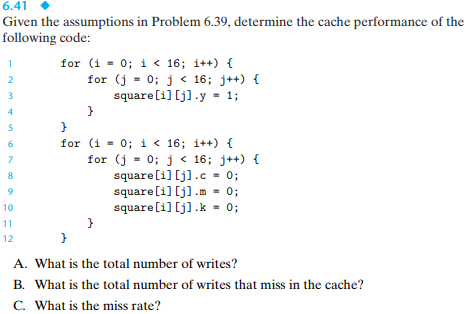 6.41 ◆
Given the assumptions in Problem 6.39, determine the cache performance of the
following code:
1 for (i = 0; i < 16; i++) {
2 for (j = 0; j < 16; j++) {
3 square[i][j].y = 1;
4 }
5 }
6 for (i = 0; i < 16; i++) {
7 for (j = 0; j < 16; j++) {
8 square[i][j].c = 0;
9 square[i][j].m = 0;
10 square[i][j].k = 0;
11 }
12 }
A. What is the total number of writes?
B. What is the total number of writes that miss in the cache?
C. What is the miss rate?